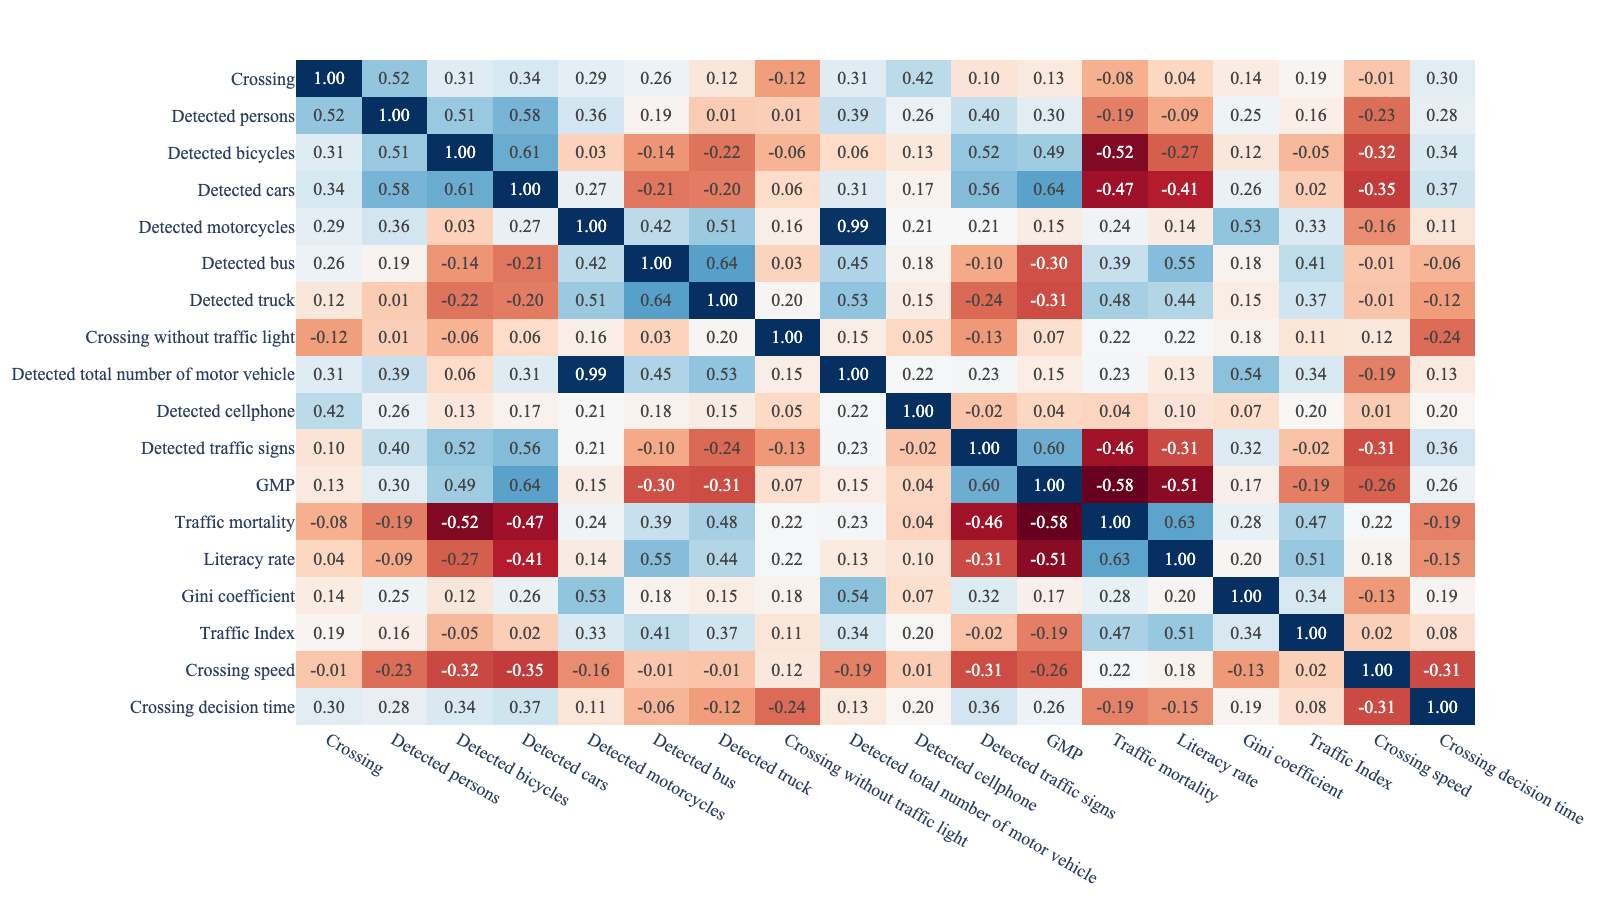 Crossing 1.00 0.52 0.31 0.34 0.29 0.26 0.12 -0.12 0.31 0.42 0.10 0.13 -0.08 0.04 0.14 0.19 -0.01 0.30
Detected persons 0.52 1.00 0.51 0.58 0.36 0.19 0.01 0.01 0.39 0.26 0.40 0.30 -0.19 -0.09 0.25 0.16 -0.23 0.28
Detected bicycles 0.31 0.51 1.00 0.61 0.03 -0.14 -0.22 -0.06 0.06 0.13 0.52 0.49 -0.52 -0.27 0.12 -0.05 -0.32 0.34
Detected cars 0.34 0.58 0.61 1.00 0.27 -0.21 -0.20 0.06 0.31 0.17 0.56 0.64 -0.47 -0.41 0.26 0.02 -0.35 0.37
Detected motorcycles 0.29 0.36 0.03 0.27 1.00 0.42 0.51 0.16 0.99 0.21 0.21 0.15 0.24 0.14 0.53 0.33 -0.16 0.11
Detected bus 0.26 0.19 -0.14 -0.21 0.42 1.00 0.64 0.03 0.45 0.18 -0.10 -0.30 0.39 0.55 0.18 0.41 -0.01 -0.06
Detected truck 0.12 0.01 -0.22 -0.20 0.51 0.64 1.00 0.20 0.53 0.15 -0.24 -0.31 0.48 0.44 0.15 0.37 -0.01 -0.12
Crossing without traffic light -0.12 0.01 -0.06 0.06 0.16 0.03 0.20 1.00 0.15 0.05 -0.13 0.07 0.22 0.22 0.18 0.11 0.12 -0.24
Detected total number of motor vehicle 0.31 0.39 0.06 0.31 0.99 0.45 0.53 0.15 1.00 0.22 0.23 0.15 0.23 0.13 0.54 0.34 -0.19 0.13
Detected cellphone 0.42 0.26 0.13 0.17 0.21 0.18 0.15 0.05 0.22 1.00 -0.02 0.04 0.04 0.10 0.07 0.20 0.01 0.20
Detected traffic signs 0.10 0.40 0.52 0.56 0.21 -0.10 -0.24 -0.13 0.23 -0.02 1.00 0.60 -0.46 -0.31 0.32 -0.02 -0.31 0.36
GMP 0.13 0.30 0.49 0.64 0.15 -0.30 -0.31 0.07 0.15 0.04 0.60 1.00 -0.58 -0.51 0.17 -0.19 -0.26 0.26
Traffic mortality -0.08 -0.19 -0.52 -0.47 0.24 0.39 0.48 0.22 0.23 0.04 -0.46 -0.58 1.00 0.63 0.28 0.47 0.22 -0.19
Literacy rate 0.04 -0.09 -0.27 -0.41 0.14 0.55 0.44 0.22 0.13 0.10 -0.31 -0.51 0.63 1.00 0.20 0.51 0.18 -0.15
Gini coefficient 0.14 0.25 0.12 0.26 0.53 0.18 0.15 0.18 0.54 0.07 0.32 0.17 0.28 0.20 1.00 0.34 -0.13 0.19
Traffic Index 0.19 0.16 -0.05 0.02 0.33 0.41 0.37 0.11 0.34 0.20 -0.02 -0.19 0.47 0.51 0.34 1.00 0.02 0.08
Crossing speed -0.01 -0.23 -0.32 -0.35 -0.16 -0.01 -0.01 0.12 -0.19 0.01 -0.31 -0.26 0.22 0.18 -0.13 0.02 1.00 -0.31
Crossing decision time 0.30 0.28 0.34 0.37 0.11 -0.06 -0.12 -0.24 0.13 0.20 0.36 0.26 -0.19 -0.15 0.19 0.08 -0.31 1.00
Crossing
Detected persons
Detected bicycles
Detected cars
Detected motorcycles
Detected bus
Detected truck
Crossing without traffic light
Detected total number of motor vehicle
Detected cellphone
Detected traffic signs
GMP
Traffic mortality
Literacy rate
Gini coefficient
Traffic Index
Crossing speed
Crossing decision time